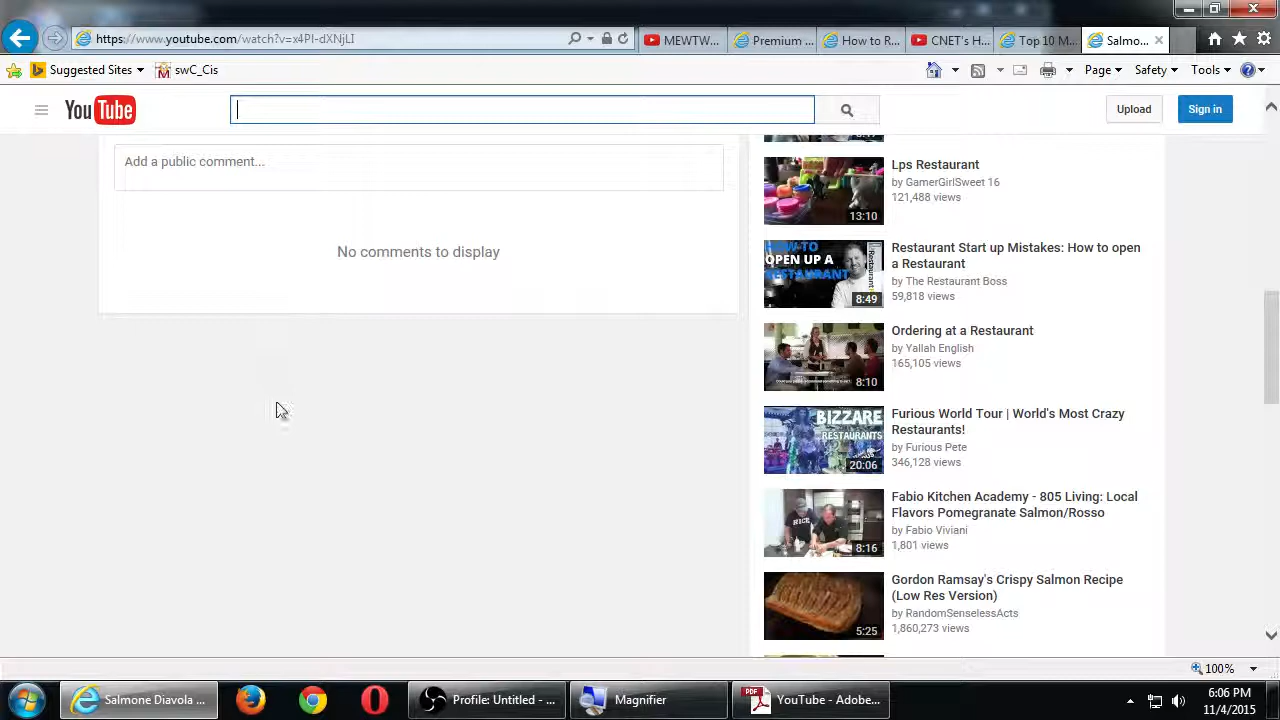 https://www.youtube.com/watch?v=x4PI-dXNjLI
MEWTW...
Premium ...
How to R...
CNET's H...
Top 10 M...
Salmo...
Suggested Sites
swC_Cis
Page
Safety
Tools
YouTube
Upload
Sign in
Add a public comment...
No comments to display
Lps Restaurant
by GamerGirlSweet 16
121,488 views
13:10
HOW TO
OPEN UP A
RESTAURANT
8:49
Restaurant Start up Mistakes: How to open
a Restaurant
by The Restaurant Boss
59,818 views
8:10
Ordering at a Restaurant
by Yallah English
165,105 views
BIZZARE
RESTAURANTS
20:06
Furious World Tour | World's Most Crazy
Restaurants!
by Furious Pete
346,128 views
8:16
Fabio Kitchen Academy - 805 Living: Local
Flavors Pomegranate Salmon/Rosso
by Fabio Viviani
1,801 views
5:25
Gordon Ramsay's Crispy Salmon Recipe
(Low Res Version)
by RandomSenselessActs
1,860,273 views
100%
Salmone Diavola ...
Profile: Untitled - ...
Magnifier
PDF
YouTube - Adobe...
6:06 PM
11/4/2015